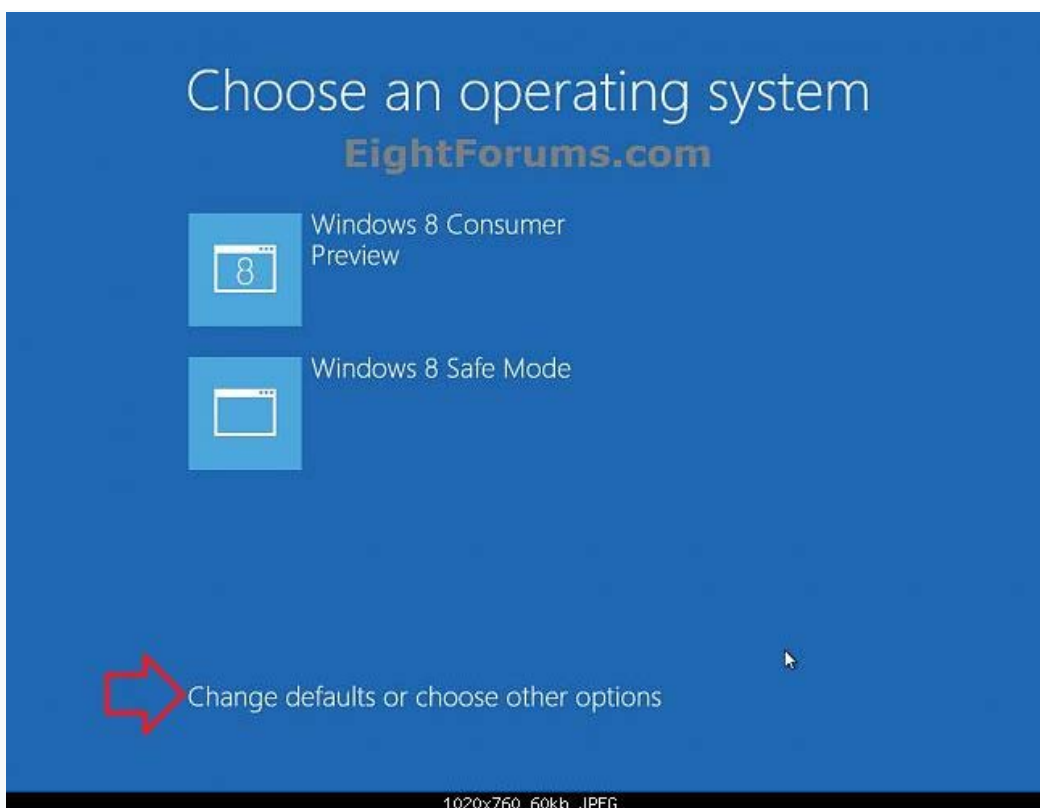 Choose an operating system
EightForums.com
Windows 8 Consumer
Preview
8
Windows 8 Safe Mode
Change defaults or choose other options
1020x760 60kb JPEG